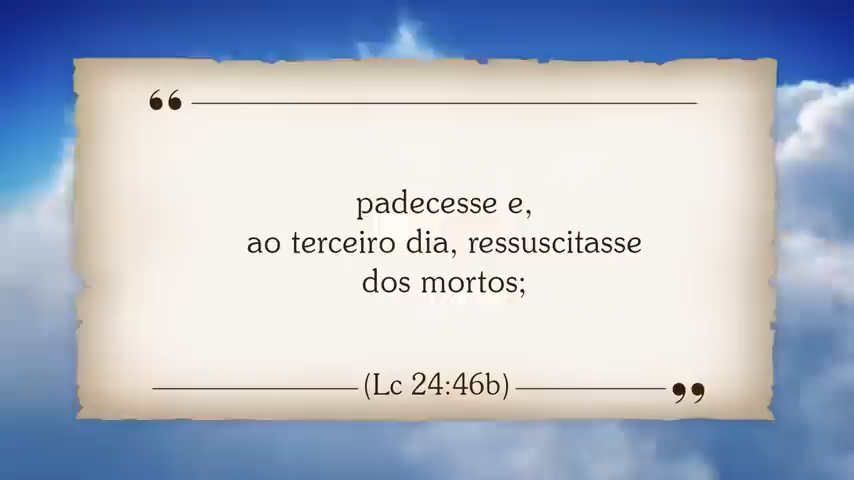 “
padecesse e,
ao terceiro dia, ressuscitasse
dos mortos;
(Lc 24:46b)
”